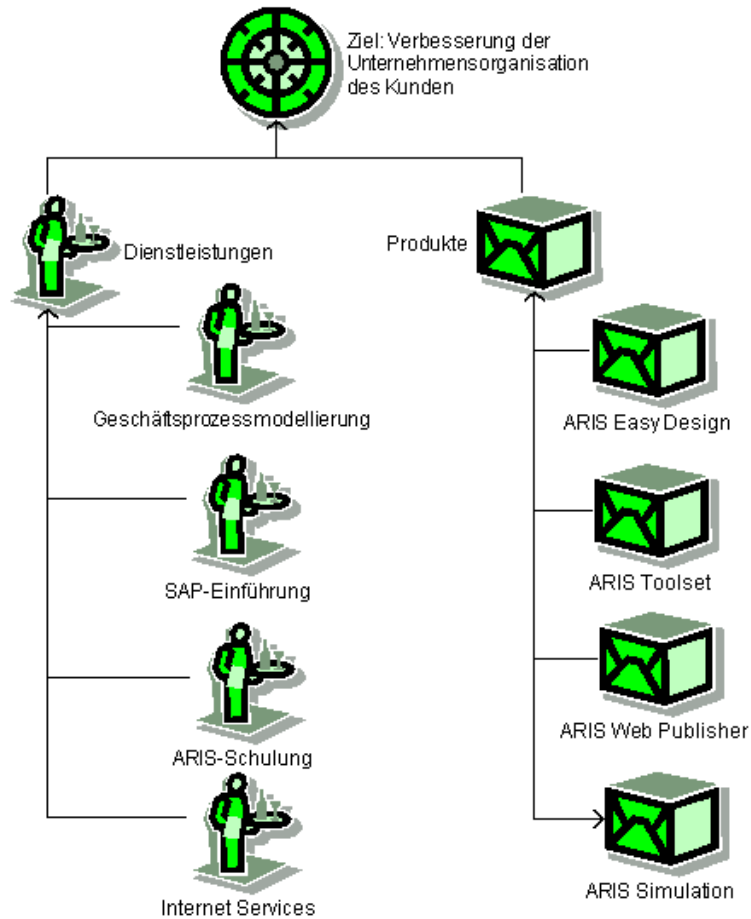 Ziel: Verbesserung der
Unternehmensorganisation
des Kunden
Dienstleistungen
Produkte
Geschäftsprozessmodellierung
ARIS Easy Design
SAP-Einführung
ARIS Toolset
ARIS-Schulung
ARIS Web Publisher
Internet Services
ARIS Simulation